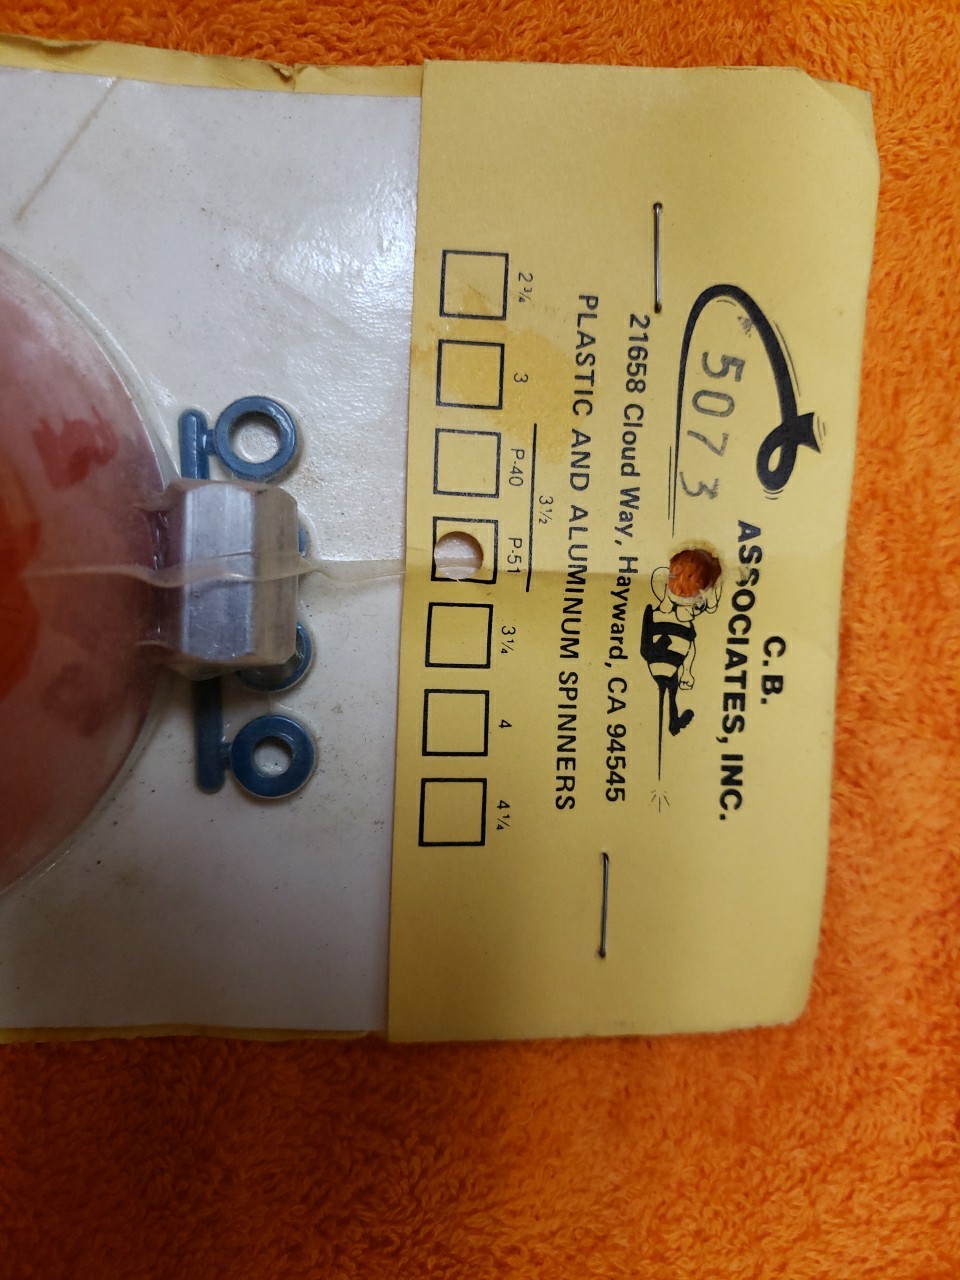 C.B.
ASSOCIATES, INC.
5073
21658 Cloud Way, Hayward, CA 94545
PLASTIC AND ALUMINUM SPINNERS
3½
2¾ 3 P-40 P-51 3¼ 4 4¼